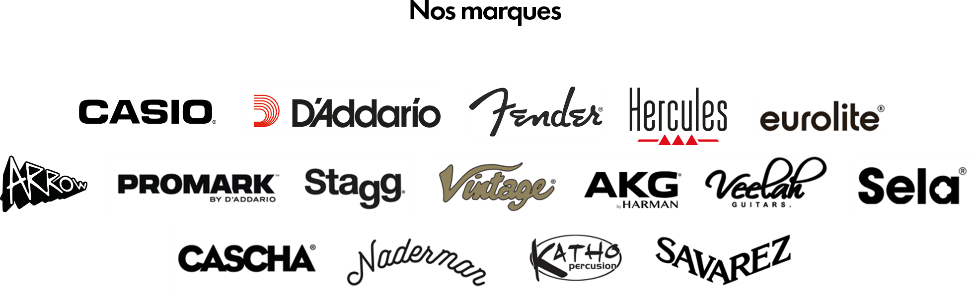 Nos marques
CASIO D'Addario Fender Hercules eurolite
ARROW PROMARK BY D'ADDARIO Stagg Vintage AKG by HARMAN Veelah GUITARS. Sela
CASCHA Naderman KATHO percusion SAVAREZ